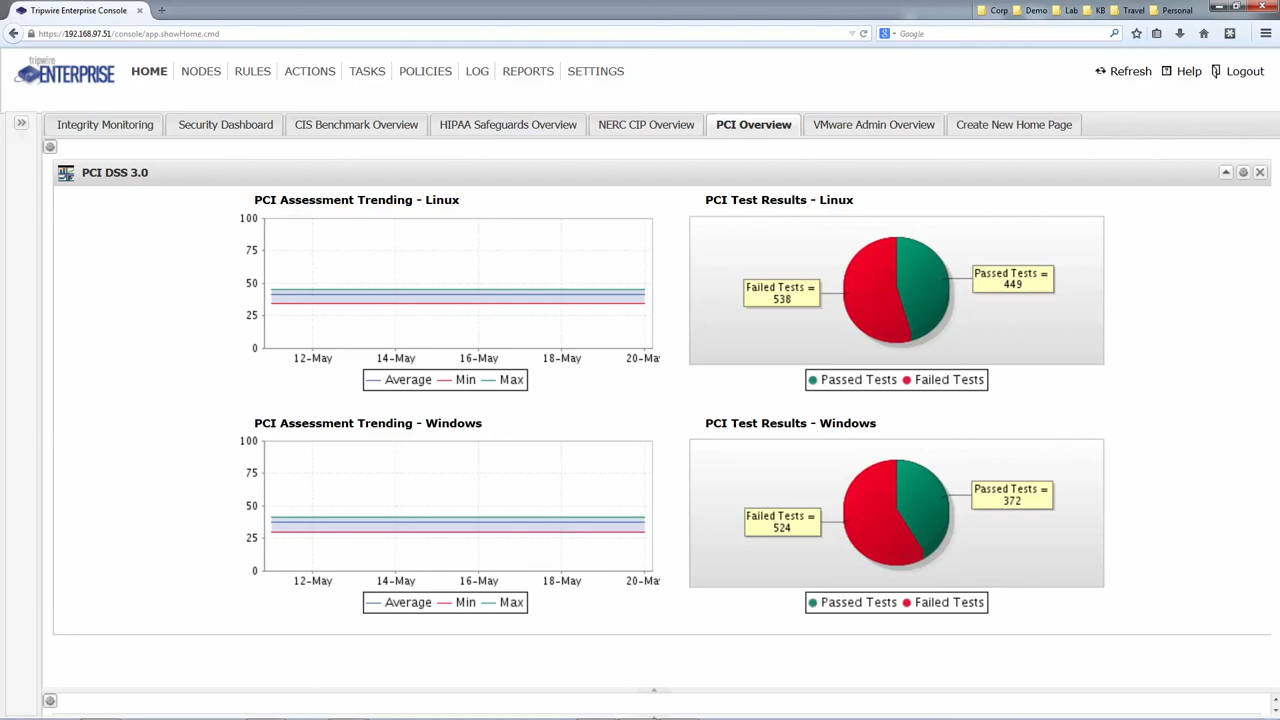 Tripwire Enterprise Console
Corp Demo Lab KB Travel Personal
https://192.168.97.51/console/app.showHome.cmd
Google
tripwire
ENTERPRISE
HOME NODES RULES ACTIONS TASKS POLICIES LOG REPORTS SETTINGS
Refresh Help Logout
Integrity Monitoring Security Dashboard CIS Benchmark Overview HIPAA Safeguards Overview NERC CIP Overview PCI Overview VMware Admin Overview Create New Home Page
PCI DSS 3.0
PCI Assessment Trending - Linux
100
75
50
25
0
12-May 14-May 16-May 18-May 20-Ma
Average Min Max
PCI Test Results - Linux
Failed Tests =
538
Passed Tests =
449
Passed Tests Failed Tests
PCI Assessment Trending - Windows
100
75
50
25
0
12-May 14-May 16-May 18-May 20-Ma
Average Min Max
PCI Test Results - Windows
Failed Tests =
524
Passed Tests =
372
Passed Tests Failed Tests